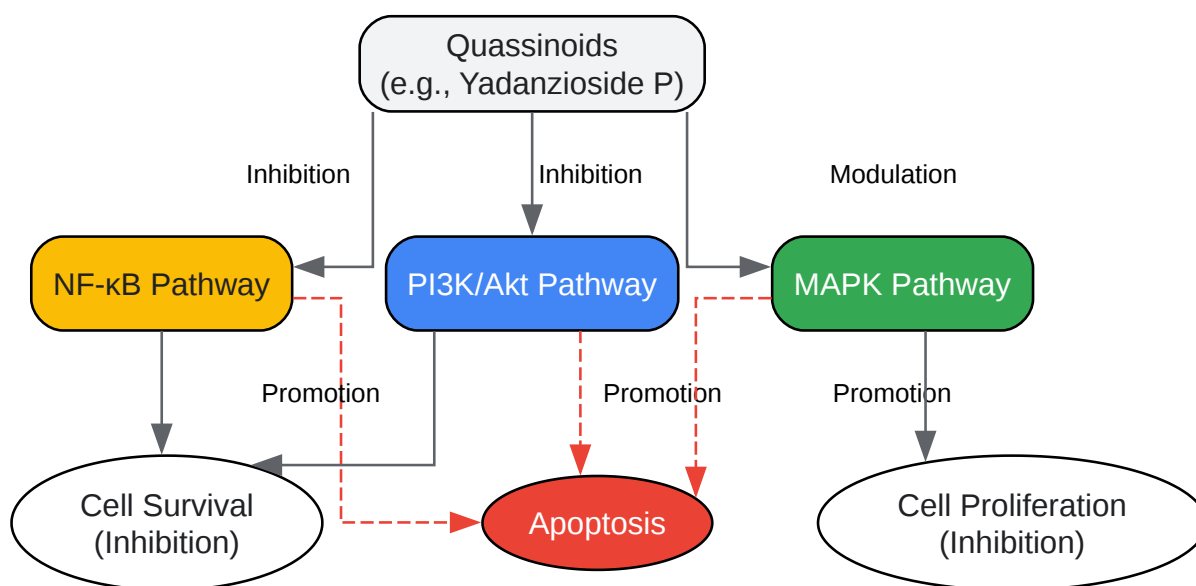 Quassinoids
(e.g., Yadanzioside P)
Inhibition
Inhibition
Modulation
NF-κB Pathway
PI3K/Akt Pathway
MAPK Pathway
Promotion
Promotion
Promotion
Cell Survival
(Inhibition)
Apoptosis
Cell Proliferation
(Inhibition)